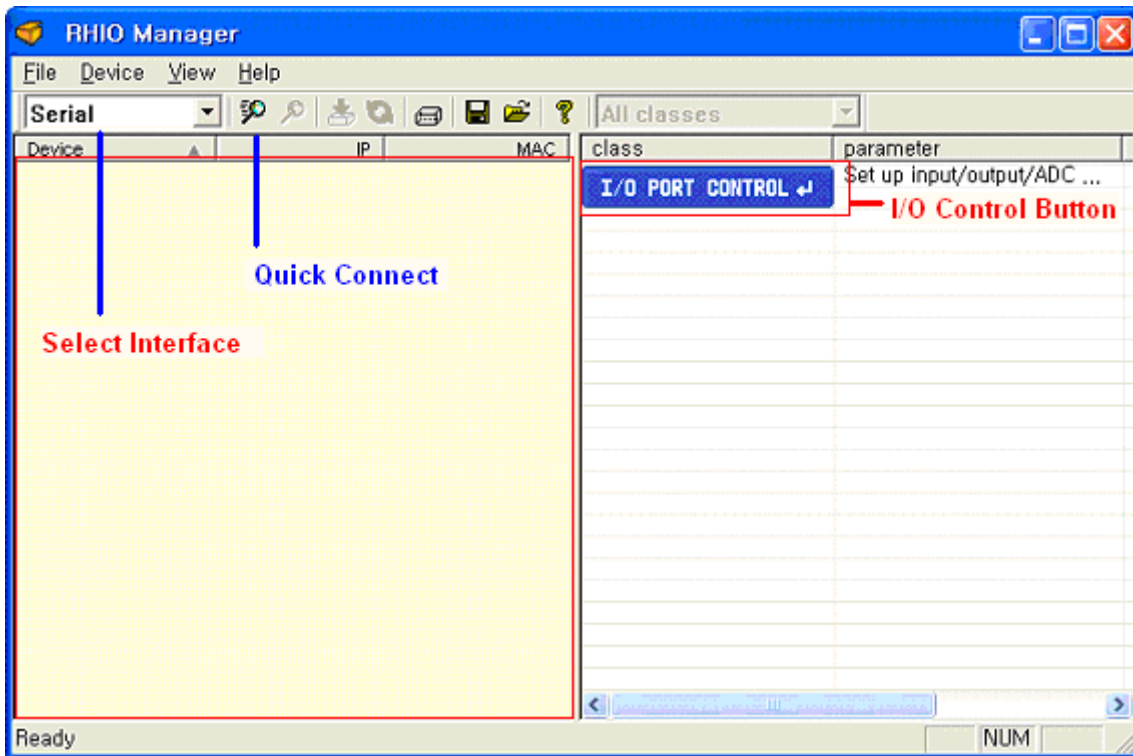 RHIO Manager
File Device View Help
Serial
All classes
Device IP MAC
class parameter
I/O PORT CONTROL ↵ Set up input/output/ADC ...
I/O Control Button
Quick Connect
Select Interface
Ready NUM